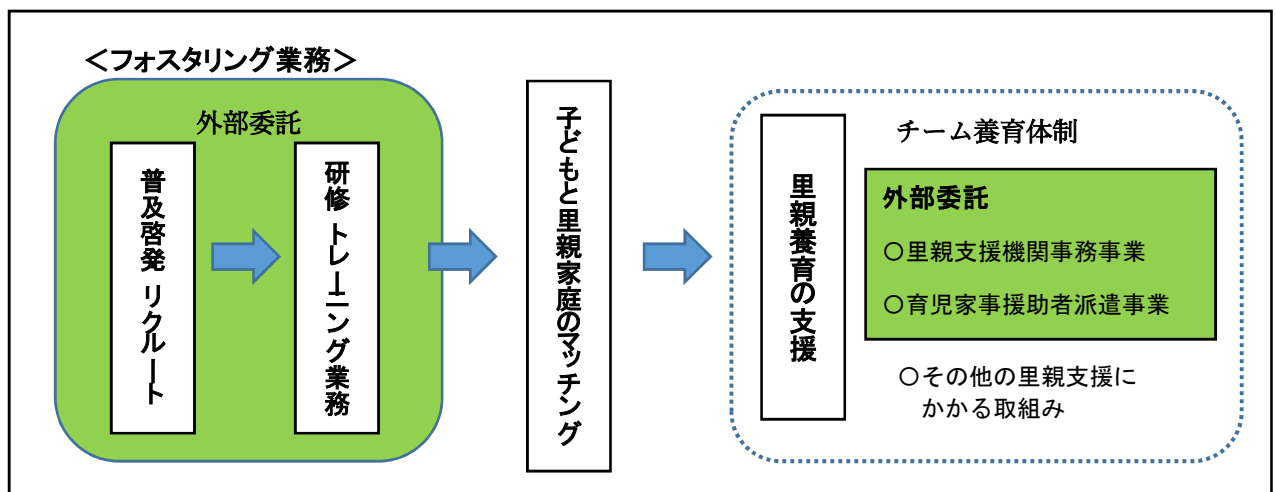 ＜フォスタリング業務＞
外部委託
普及啓発 リクルート
研修 トレーニング業務
子どもと里親家庭のマッチング
里親養育の支援
チーム養育体制
外部委託
〇里親支援機関事務事業
〇育児家事援助者派遣事業
〇その他の里親支援に
かかる取組み